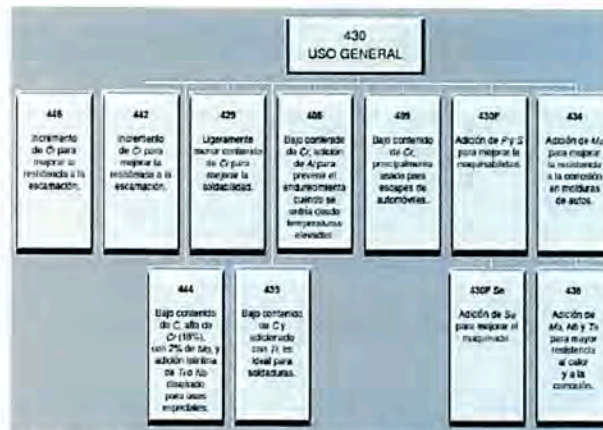 430
USO GENERAL
446
Incremento
de Cr para
mejorar la
resistencia a la
escamación.
442
Incremento
de Cr para
mejorar la
resistencia a la
escamación.
429
Ligeramente
menor contenido
de Cr para
mejorar la
soldabilidad.
405
Bajo contenido
de Cr, adición
de Al para
prevenir el
endurecimiento
cuando se
enfría desde
temperaturas
elevadas.
409
Bajo contenido
de Cr,
principalmente
usado para
escapes de
automóviles.
430F
Adición de P y S
para mejorar la
maquinabilidad.
434
Adición de Mo
para mejorar
la resistencia
a la corrosión
en molduras
de autos.
444
Bajo contenido
de C, alto de
Cr (18%),
con 2% de Mo, y
adición mínima
de Ti o Nb
diseñado
para usos
especiales.
Bajo contenido
de C y
adicionado
con Ti, es
ideal para
soldaduras.
430F Se
Adición de Se
para mejorar el
maquinado.
436
Adición de
Mo, Nb y Ta
para mayor
resistencia
al calor
y a la
corrosión.